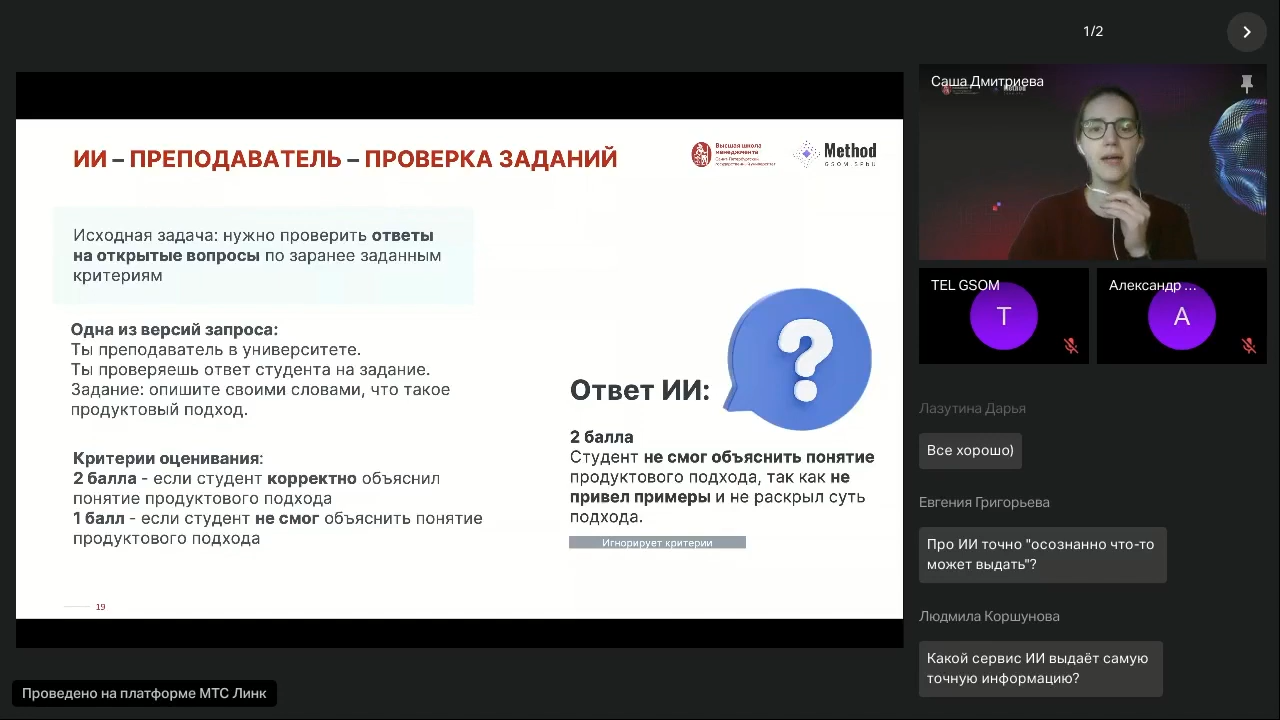 1/2
Саша Дмитриева
ИИ – ПРЕПОДАВАТЕЛЬ – ПРОВЕРКА ЗАДАНИЙ
Высшая школа
менеджмента
Санкт-Петербургский
государственный университет
Method
GSOM.SPbU
Исходная задача: нужно проверить ответы
на открытые вопросы по заранее заданным
критериям
Одна из версий запроса:
Ты преподаватель в университете.
Ты проверяешь ответ студента на задание.
Задание: опишите своими словами, что такое
продуктовый подход.
Критерии оценивания:
2 балла - если студент корректно объяснил
понятие продуктового подхода
1 балл - если студент не смог объяснить понятие
продуктового подхода
?
Ответ ИИ:
2 балла
Студент не смог объяснить понятие
продуктового подхода, так как не
привел примеры и не раскрыл суть
подхода.
Игнорирует критерии
19
Проведено на платформе МТС Линк
TEL GSOM
T
Александр ...
А
Лазутина Дарья
Все хорошо)
Евгения Григорьева
Про ИИ точно "осознанно что-то
может выдать"?
Людмила Коршунова
Какой сервис ИИ выдаёт самую
точную информацию?